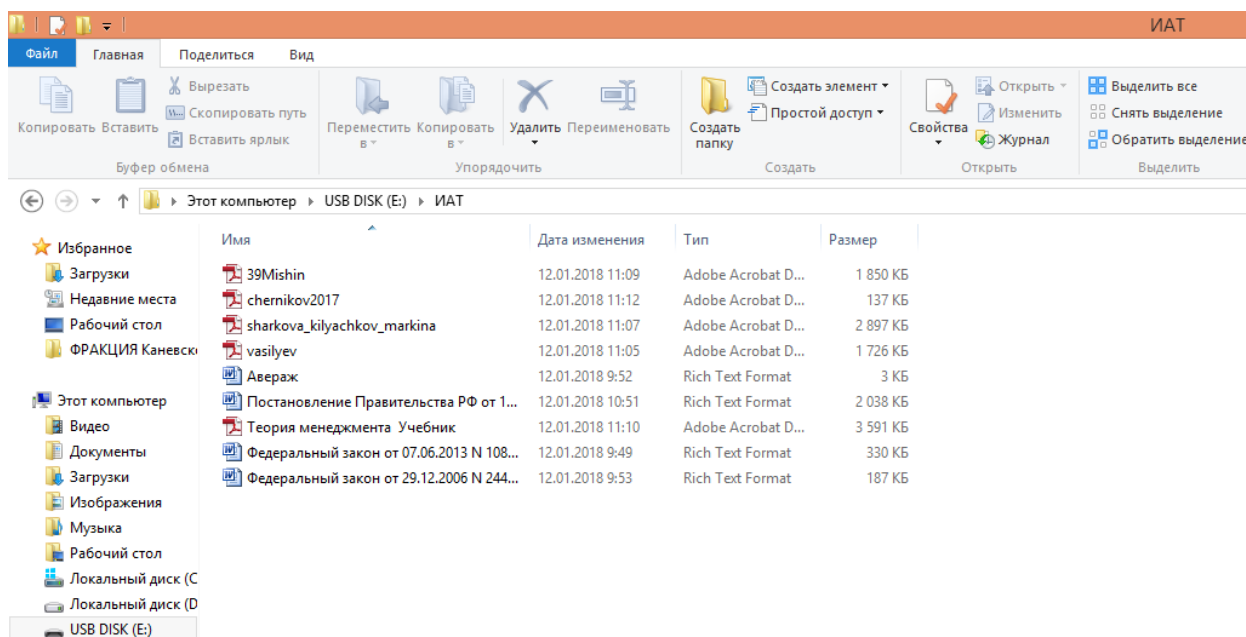 ИАТ
Файл Главная Поделиться Вид
Копировать Вставить Вырезать Скопировать путь Вставить ярлык
Буфер обмена
Переместить в Копировать в Удалить Переименовать
Упорядочить
Создать папку Создать элемент Простой доступ
Создать
Свойства Открыть Изменить Журнал
Открыть
Выделить все Снять выделение Обратить выделение
Выделить
Этот компьютер USB DISK (E:) ИАТ
Избранное
Загрузки
Недавние места
Рабочий стол
ФРАКЦИЯ Каневск
Этот компьютер
Видео
Документы
Загрузки
Изображения
Музыка
Рабочий стол
Локальный диск (C
Локальный диск (D
USB DISK (E:)
Имя Дата изменения Тип Размер
39Mishin 12.01.2018 11:09 Adobe Acrobat D... 1 850 КБ
chernikov2017 12.01.2018 11:12 Adobe Acrobat D... 137 КБ
sharkova_kilyachkov_markina 12.01.2018 11:07 Adobe Acrobat D... 2 897 КБ
vasilyev 12.01.2018 11:05 Adobe Acrobat D... 1 726 КБ
Авераж 12.01.2018 9:52 Rich Text Format 3 КБ
Постановление Правительства РФ от 1... 12.01.2018 10:51 Rich Text Format 2 038 КБ
Теория менеджмента Учебник 12.01.2018 11:10 Adobe Acrobat D... 3 591 КБ
Федеральный закон от 07.06.2013 N 108... 12.01.2018 9:49 Rich Text Format 330 КБ
Федеральный закон от 29.12.2006 N 244... 12.01.2018 9:53 Rich Text Format 187 КБ